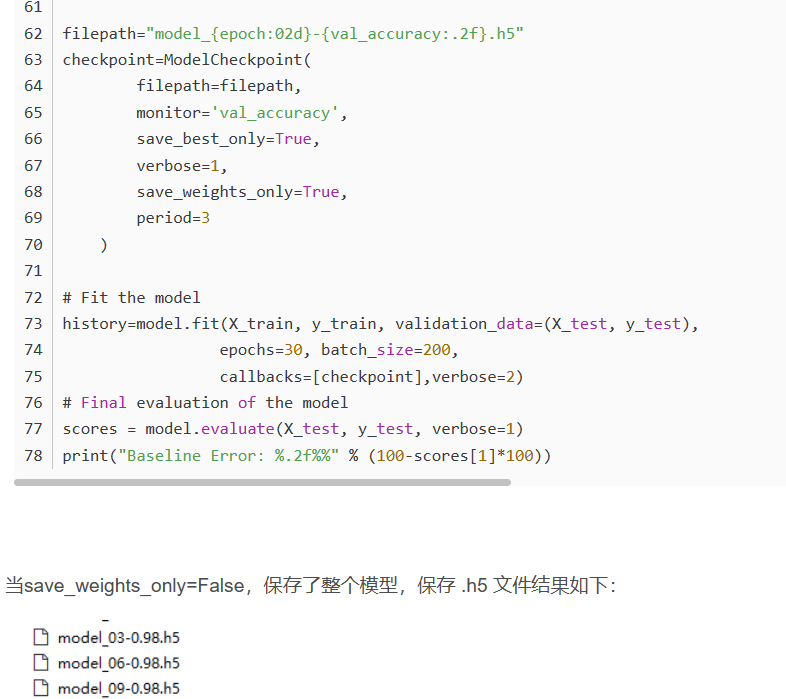 61
62 filepath="model_{epoch:02d}-{val_accuracy:.2f}.h5"
63 checkpoint=ModelCheckpoint(
64         filepath=filepath,
65         monitor='val_accuracy',
66         save_best_only=True,
67         verbose=1,
68         save_weights_only=True,
69         period=3
70     )
71
72 # Fit the model
73 history=model.fit(X_train, y_train, validation_data=(X_test, y_test),
74                  epochs=30, batch_size=200,
75                  callbacks=[checkpoint],verbose=2)
76 # Final evaluation of the model
77 scores = model.evaluate(X_test, y_test, verbose=1)
78 print("Baseline Error: %.2f%%" % (100-scores[1]*100))
当save_weights_only=False，保存了整个模型，保存 .h5 文件结果如下：
model_03-0.98.h5
model_06-0.98.h5
model_09-0.98.h5